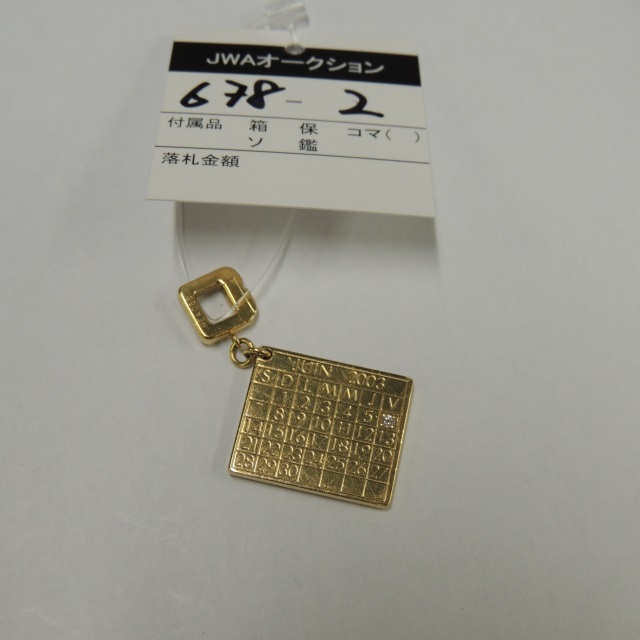 JWAオークション
678-2
付属品 箱 保 コマ( )
ソ 鑑
落札金額
JUIN 2003
S D L M M J V
1 2 3 4 5
8 9 10 11 12 13
14 15 16 17 18 19 20
21 22 23 24 25 26 27
28 29 30